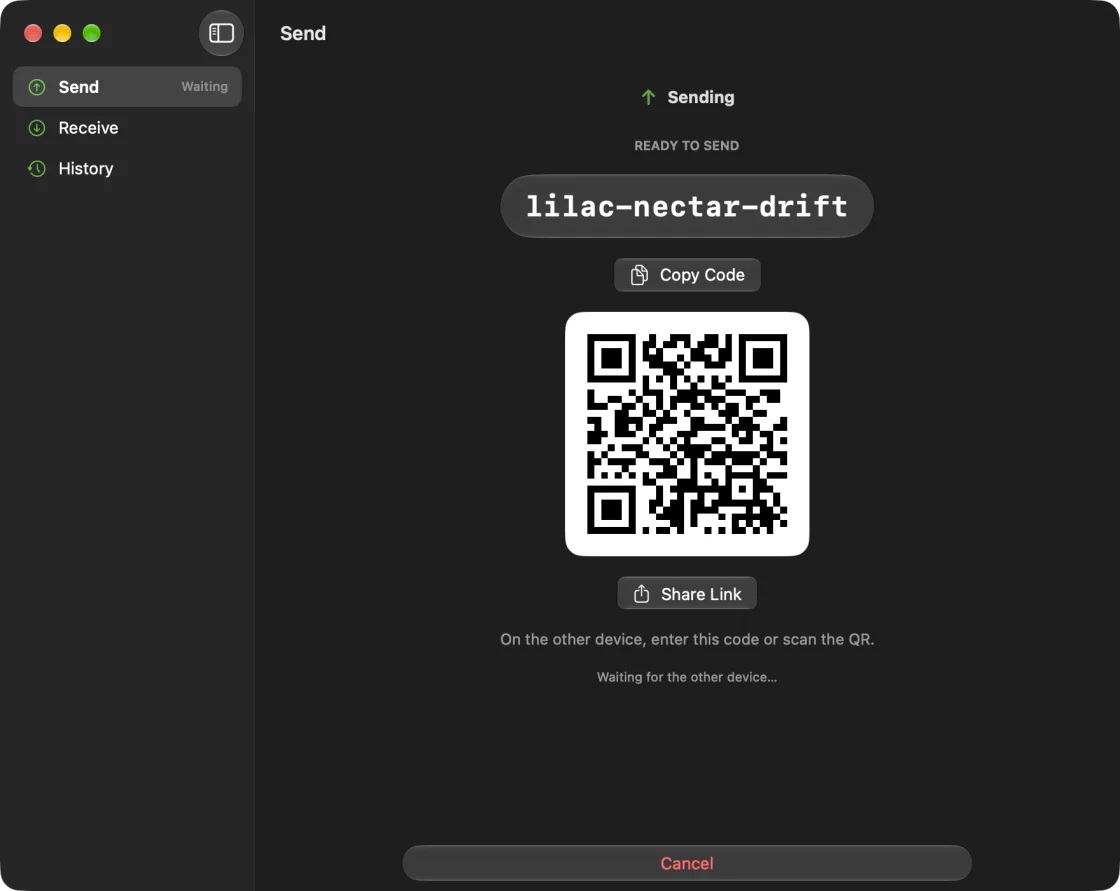 Send
Send Waiting
Receive
History
Sending
READY TO SEND
lilac-nectar-drift
Copy Code
Share Link
On the other device, enter this code or scan the QR.
Waiting for the other device...
Cancel